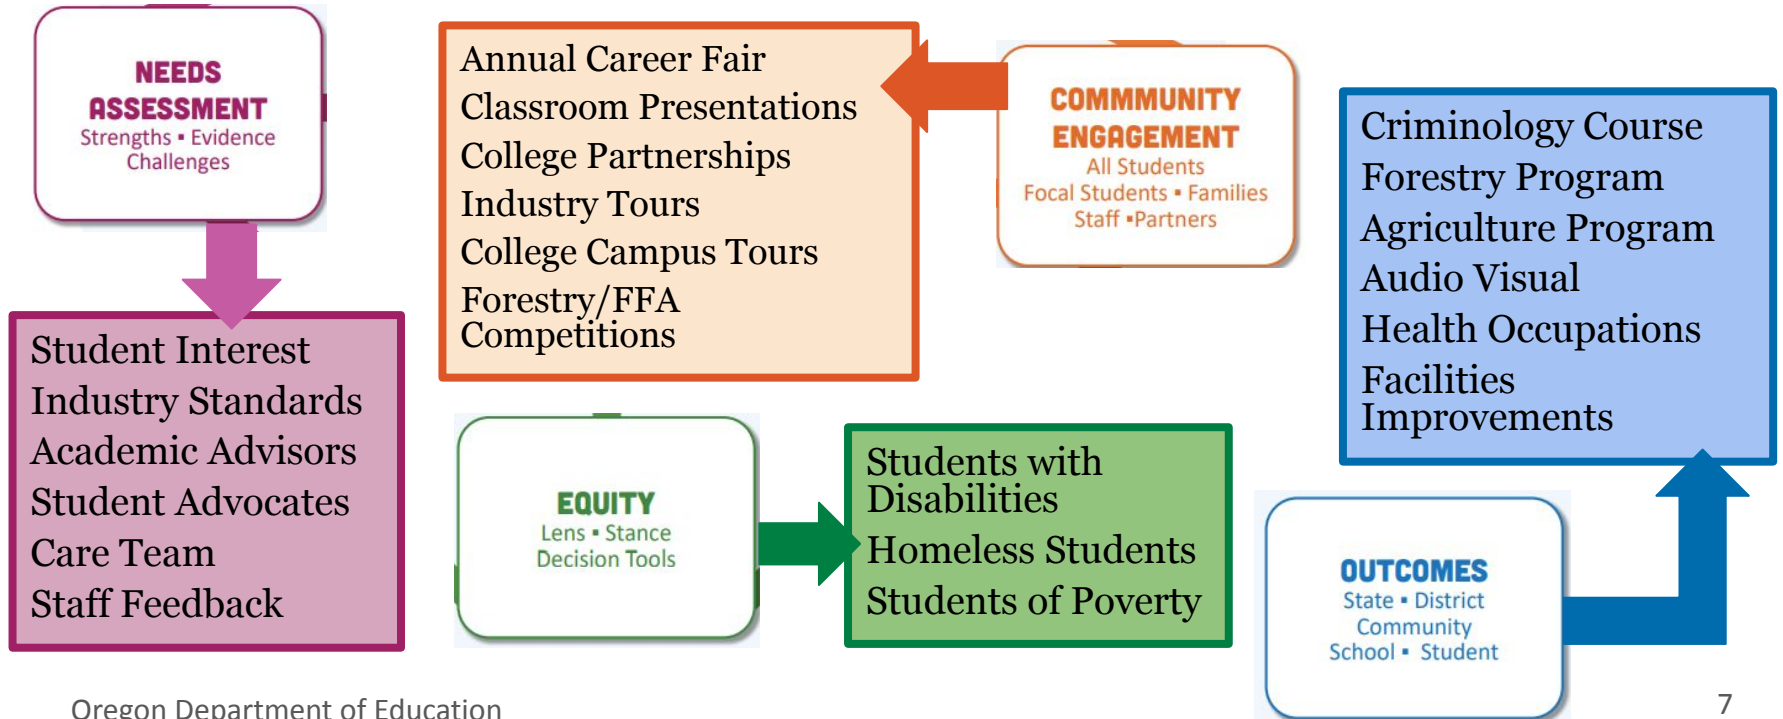 NEEDS
ASSESSMENT
Strengths ▪ Evidence
Challenges
Student Interest
Industry Standards
Academic Advisors
Student Advocates
Care Team
Staff Feedback
Annual Career Fair
Classroom Presentations
College Partnerships
Industry Tours
College Campus Tours
Forestry/FFA
Competitions
COMMMUNITY
ENGAGEMENT
All Students
Focal Students ▪ Families
Staff ▪Partners
EQUITY
Lens ▪ Stance
Decision Tools
Students with
Disabilities
Homeless Students
Students of Poverty
Criminology Course
Forestry Program
Agriculture Program
Audio Visual
Health Occupations
Facilities
Improvements
OUTCOMES
State ▪ District
Community
School ▪ Student
Oregon Department of Education
7